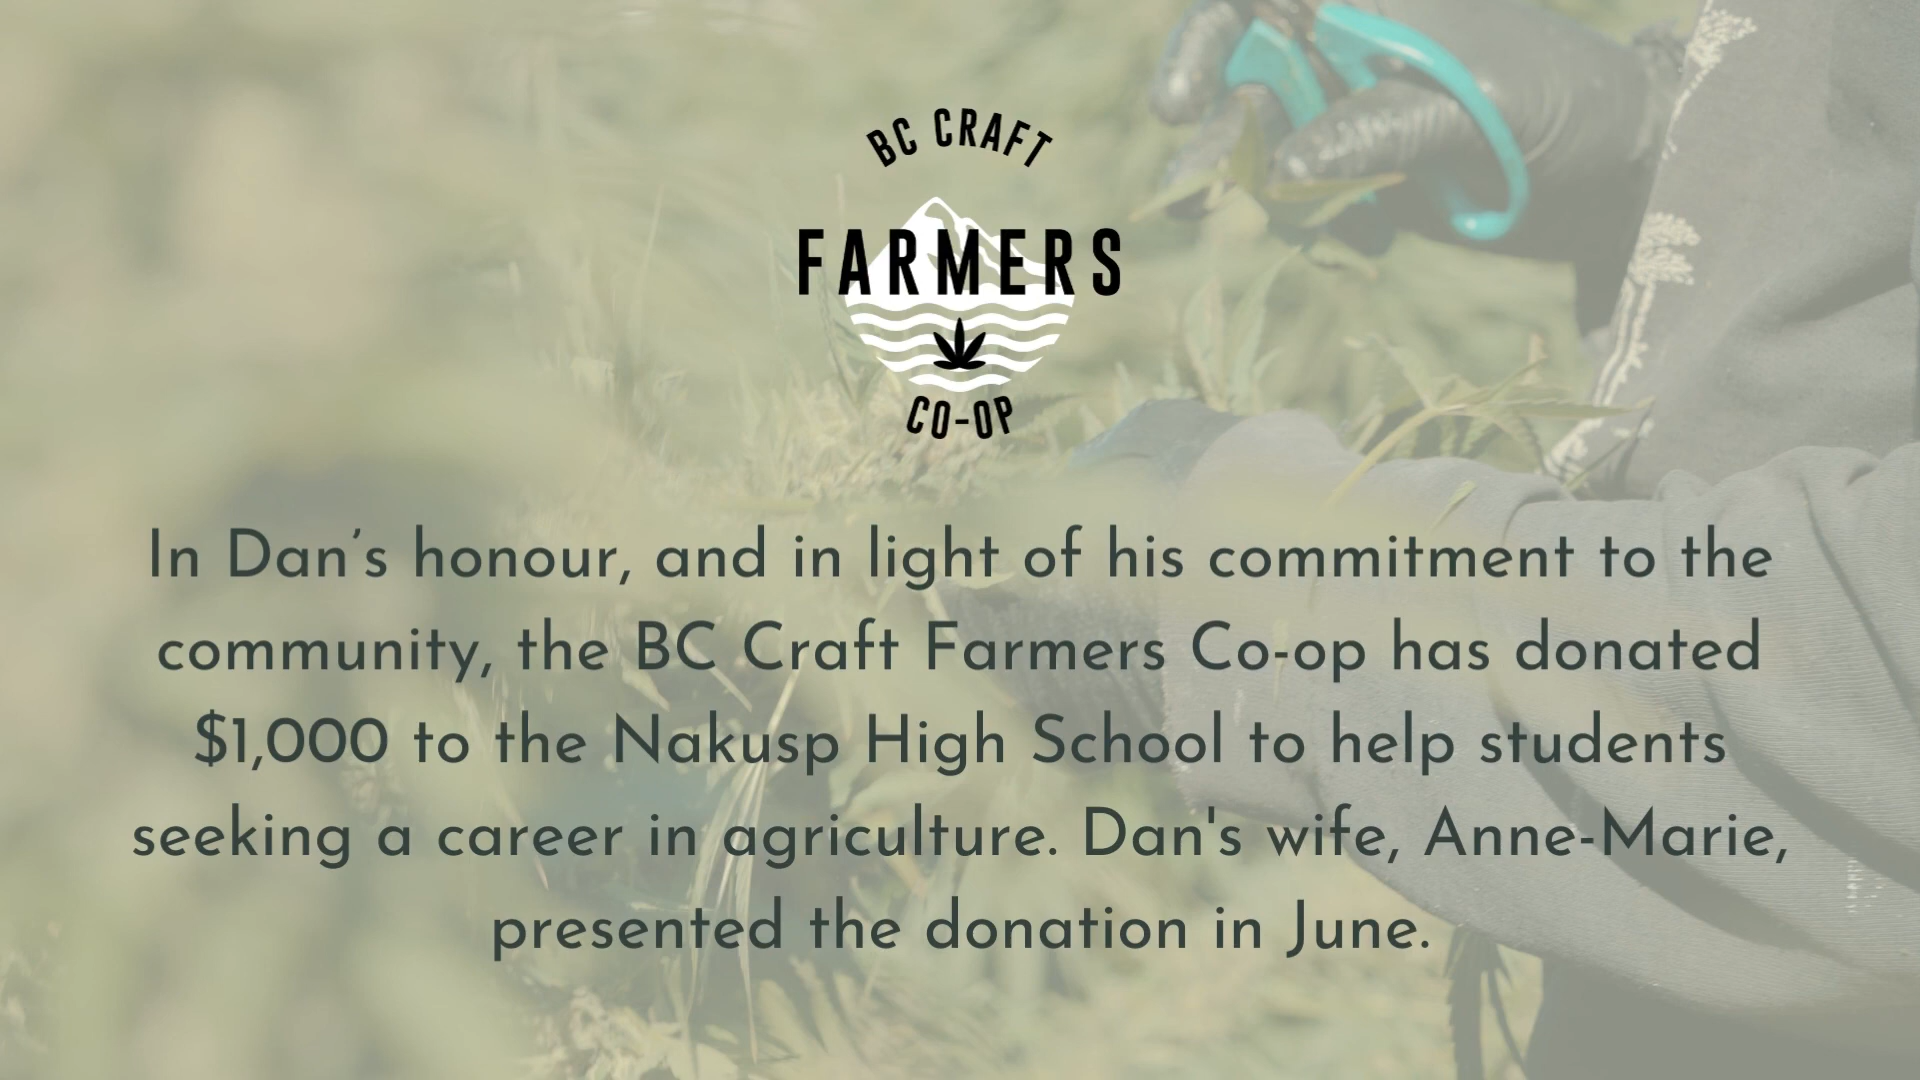 BC CRAFT
FARMERS
CO-OP
In Dan’s honour, and in light of his commitment to the
community, the BC Craft Farmers Co-op has donated
$1,000 to the Nakusp High School to help students
seeking a career in agriculture. Dan's wife, Anne-Marie,
presented the donation in June.